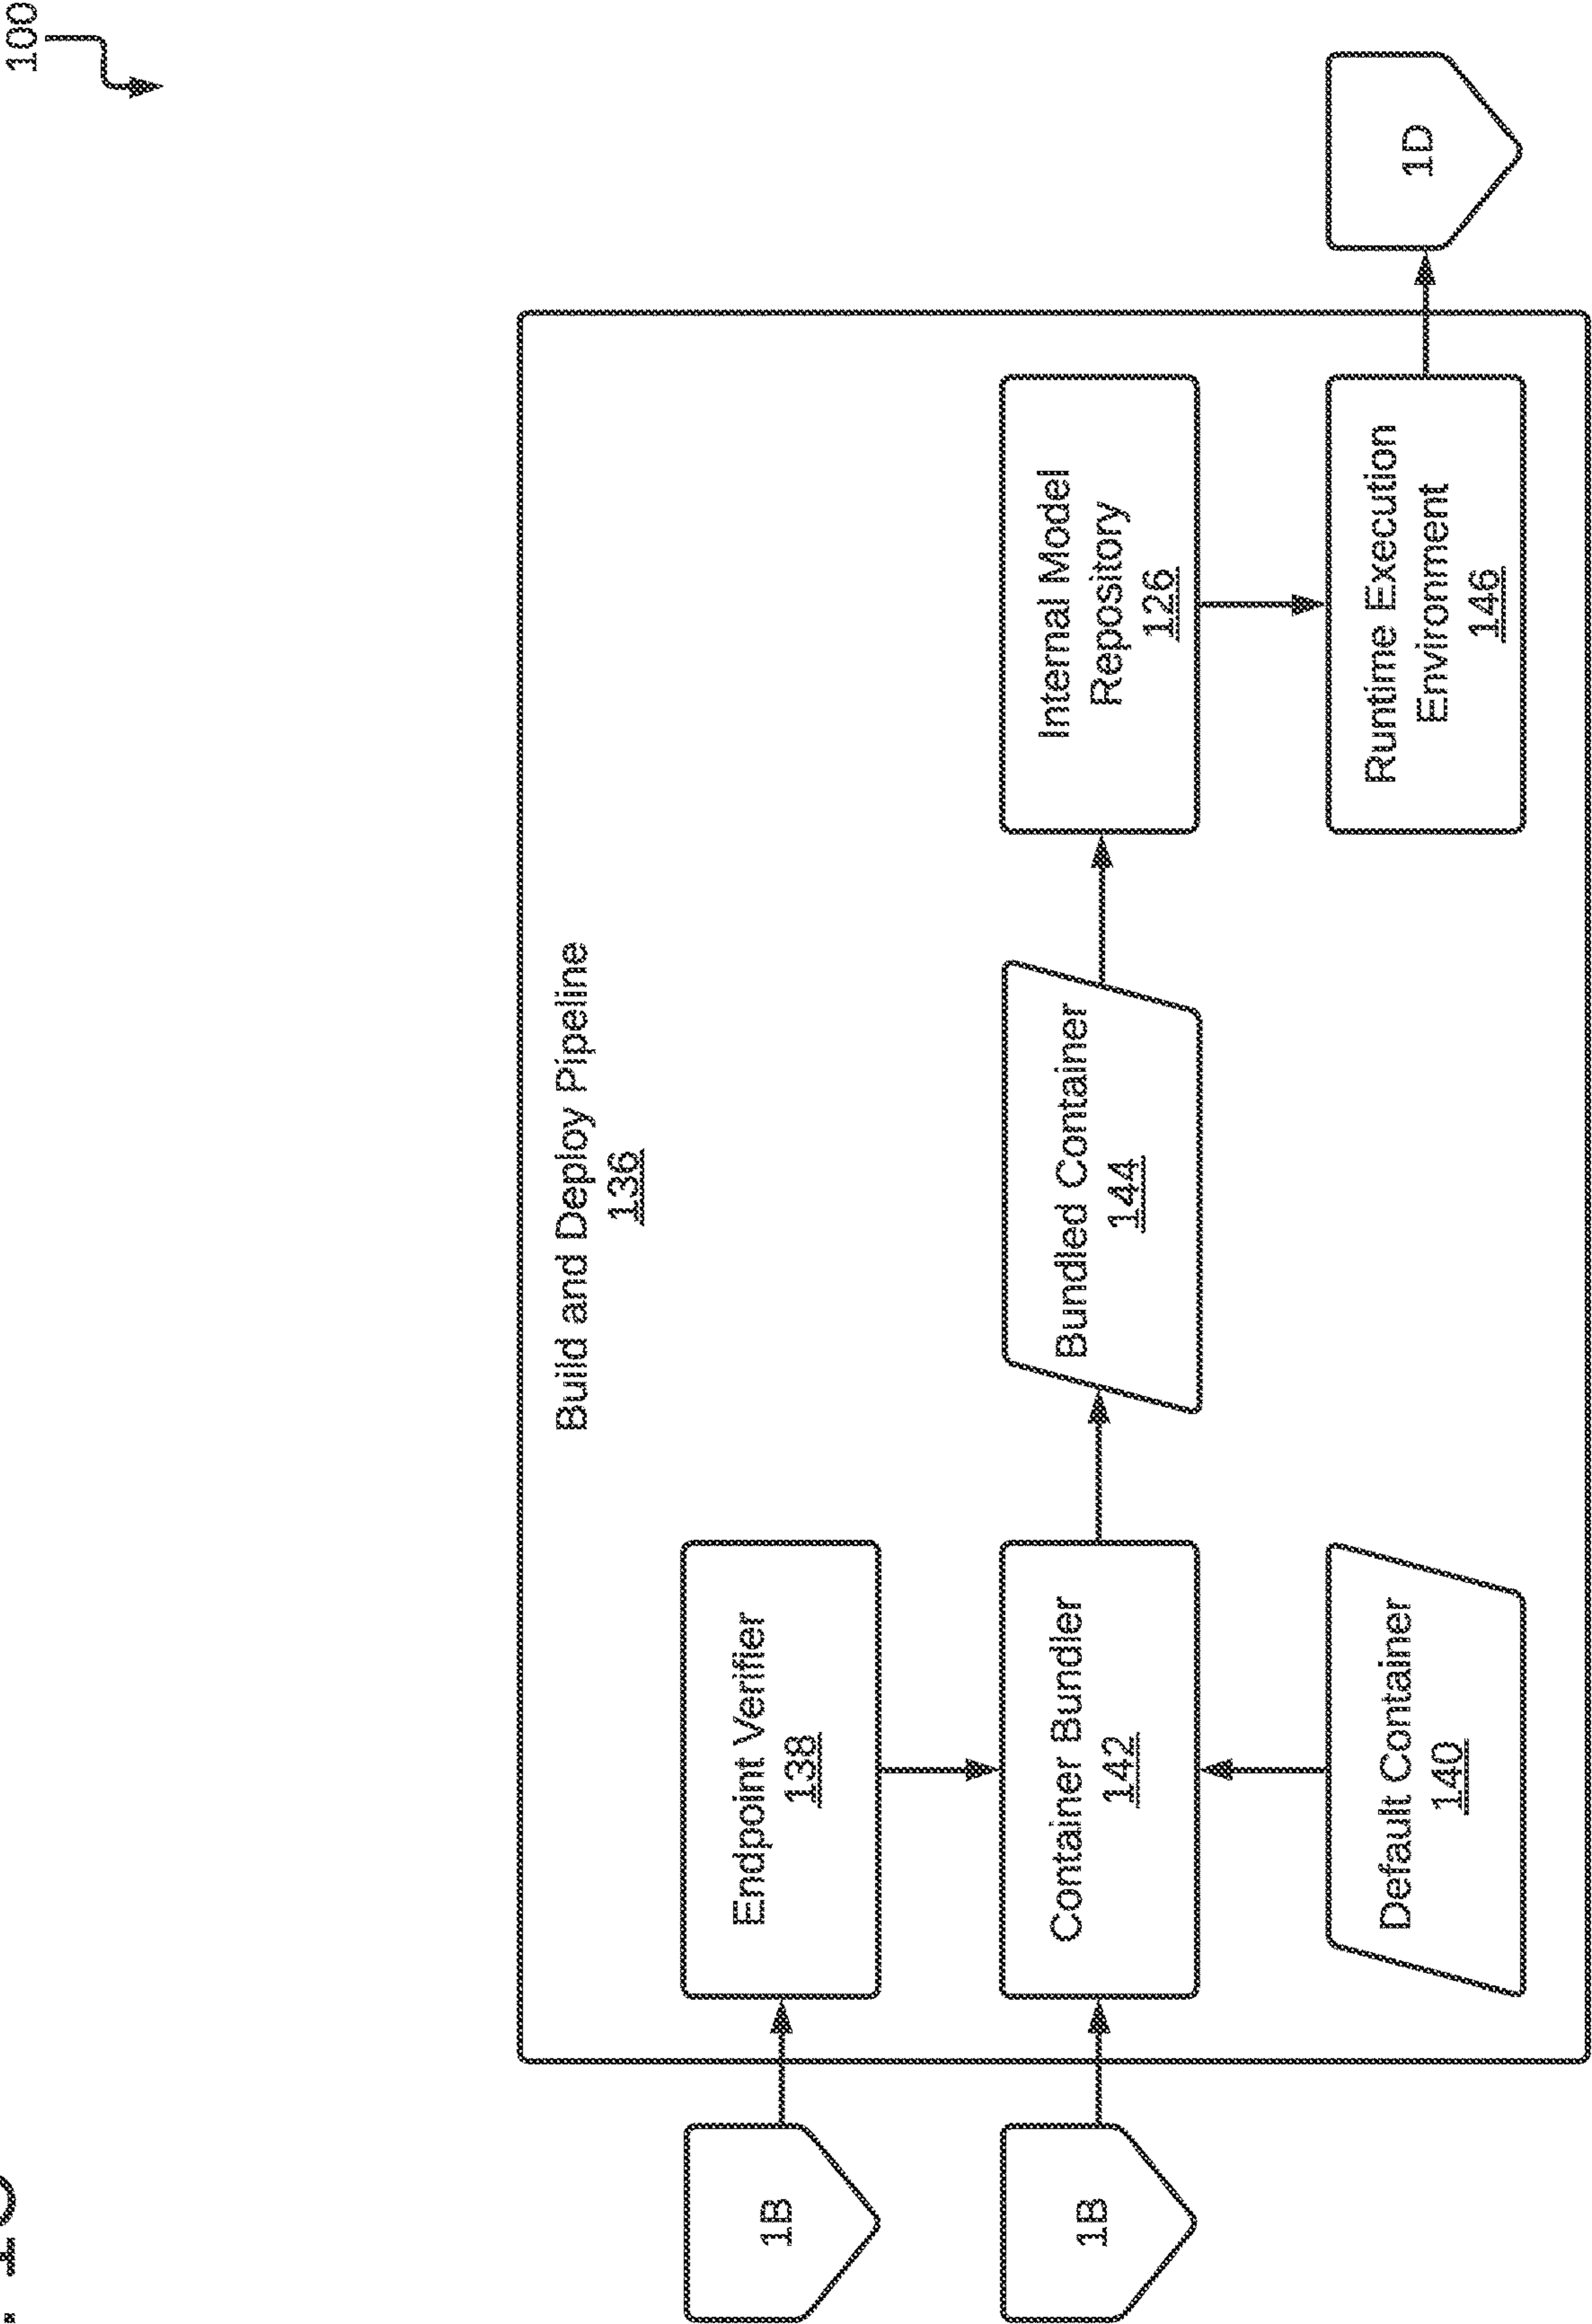 100
Build and Deploy Pipeline
136
1B
Endpoint Verifier
138
1B
Container Bundler
142
Bundled Container
144
Internal Model
Repository
126
Default Container
140
Runtime Execution
Environment
146
1D